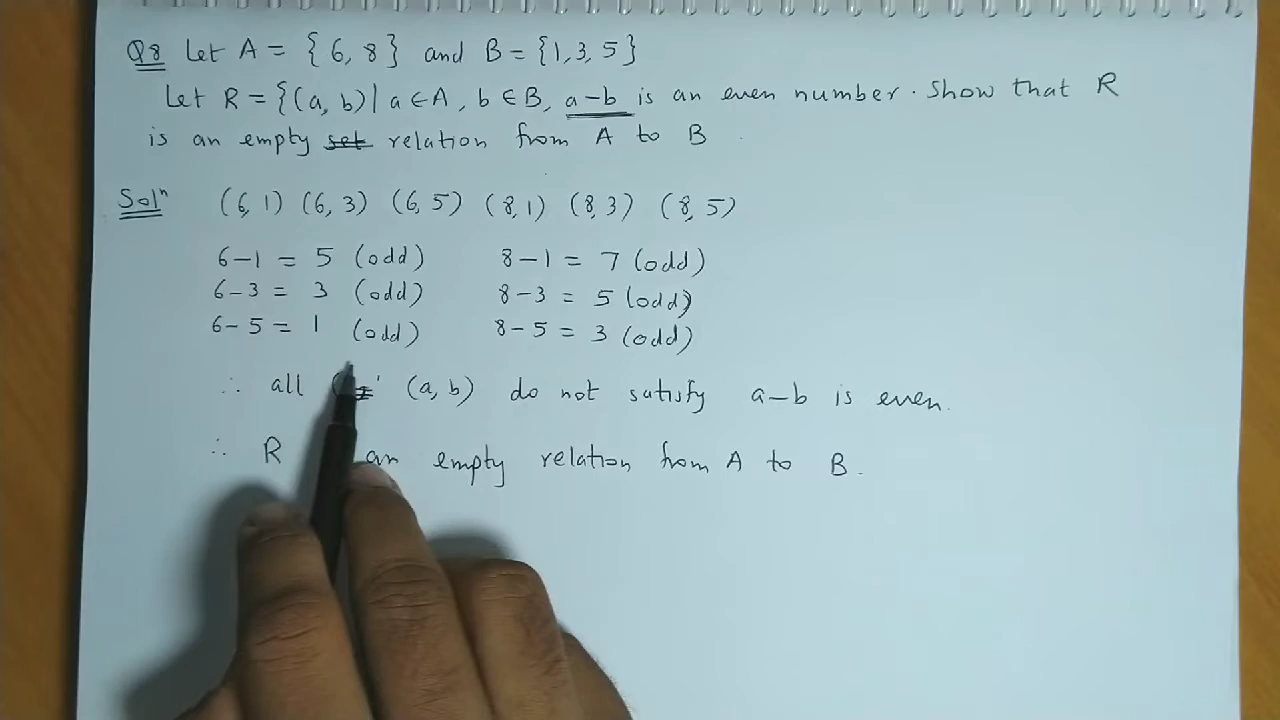 Q8 Let A = {6, 8} and B = {1, 3, 5}
Let R = {(a, b) | a ∈ A, b ∈ B, a-b is an even number. Show that R
is an empty set relation from A to B
Solⁿ (6, 1) (6, 3) (6, 5) (8, 1) (8, 3) (8, 5)
6-1 = 5 (odd) 8-1 = 7 (odd)
6-3 = 3 (odd) 8-3 = 5 (odd)
6-5 = 1 (odd) 8-5 = 3 (odd)
∴ all (a, b) do not satisfy a-b is even.
∴ R an empty relation from A to B.